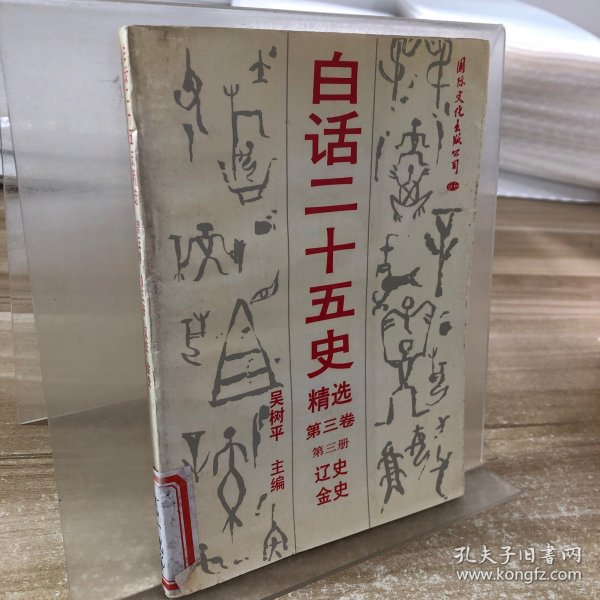 白话二十五史
精选
第三卷
第三册
辽史
金史
吴树平 主编
国际文化出版公司
孔夫子旧书网
www.kongfz.com